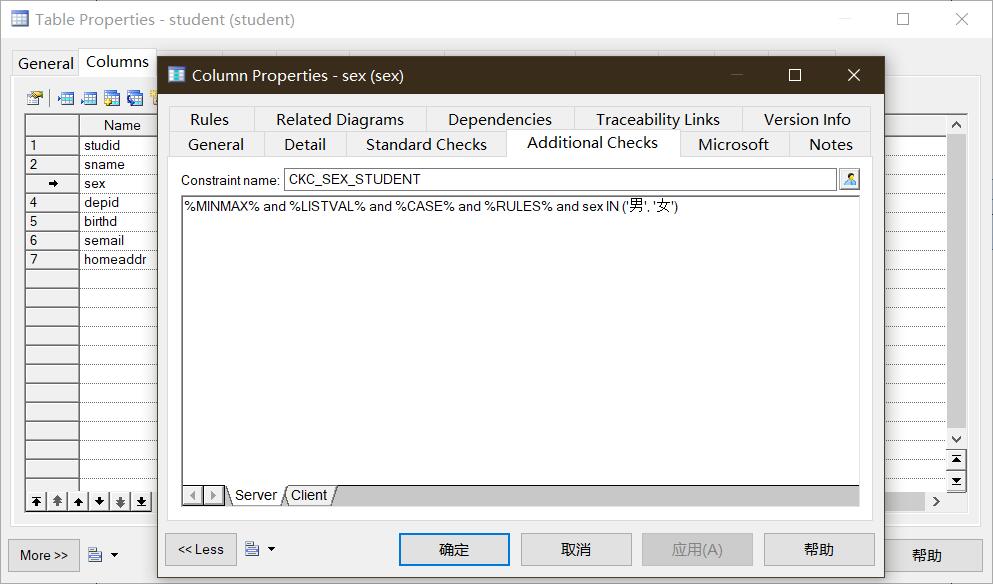 Table Properties - student (student)
General
Columns
Name
1 studid
2 sname
sex
4 depid
5 birthd
6 semail
7 homeaddr
More >>
帮助
Column Properties - sex (sex)
Rules Related Diagrams Dependencies Traceability Links Version Info
General Detail Standard Checks Additional Checks Microsoft Notes
Constraint name: CKC_SEX_STUDENT
%MINMAX% and %LISTVAL% and %CASE% and %RULES% and sex IN ('男', '女')
Server Client
<< Less 确定 取消 应用(A) 帮助